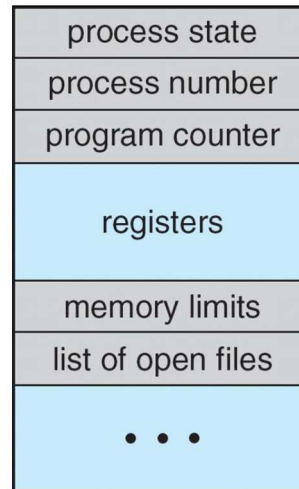 process state
process number
program counter
registers
memory limits
list of open files
• • •